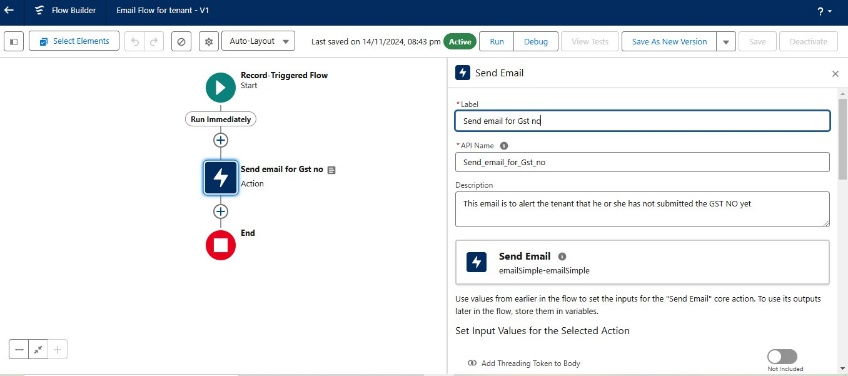 Flow Builder
Email Flow for tenant - V1
?
Select Elements
Auto-Layout
Last saved on 14/11/2024, 08:43 pm
Active
Run
Debug
View Tests
Save As New Version
Save
Deactivate
Record-Triggered Flow
Start
Run Immediately
Send email for Gst no
Action
End
Send Email
*Label
Send email for Gst no
*API Name
Send_email_for_Gst_no
Description
This email is to alert the tenant that he or she has not submitted the GST NO yet
Send Email
emailSimple-emailSimple
Use values from earlier in the flow to set the inputs for the "Send Email" core action. To use its outputs
later in the flow, store them in variables.
Set Input Values for the Selected Action
Add Threading Token to Body
Not Included